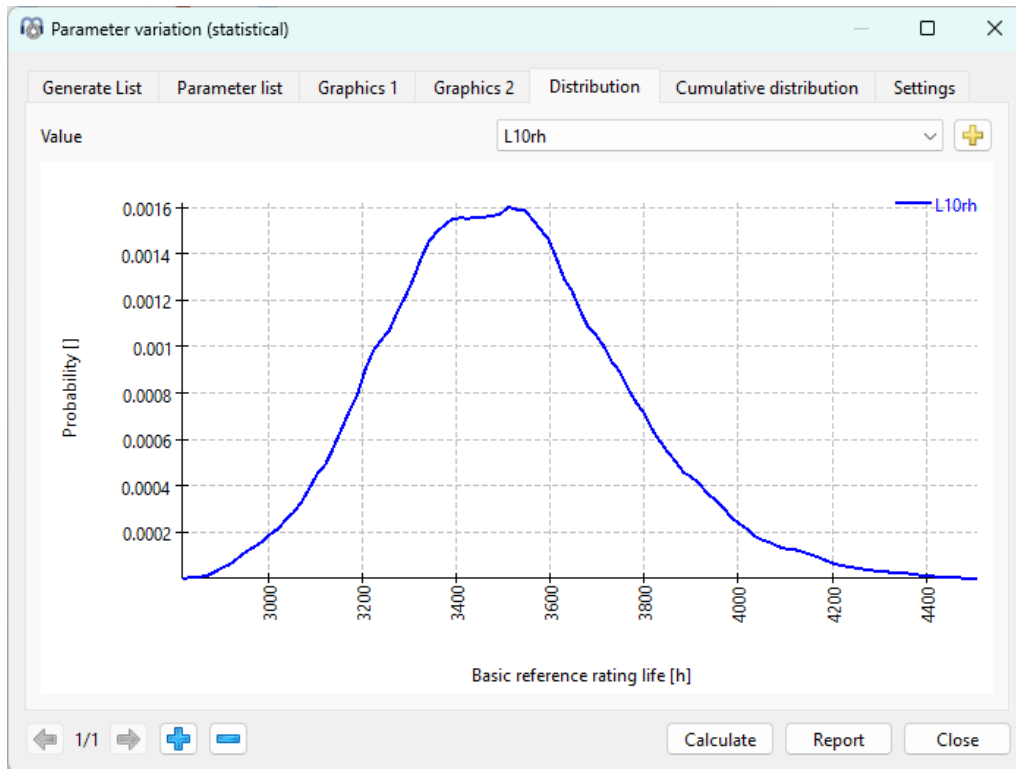 Parameter variation (statistical)
Generate List Parameter list Graphics 1 Graphics 2 Distribution Cumulative distribution Settings
Value L10rh
L10rh
0.0016
0.0014
0.0012
0.001
0.0008
0.0006
0.0004
0.0002
Probability []
3000 3200 3400 3600 3800 4000 4200 4400
Basic reference rating life [h]
1/1 Calculate Report Close